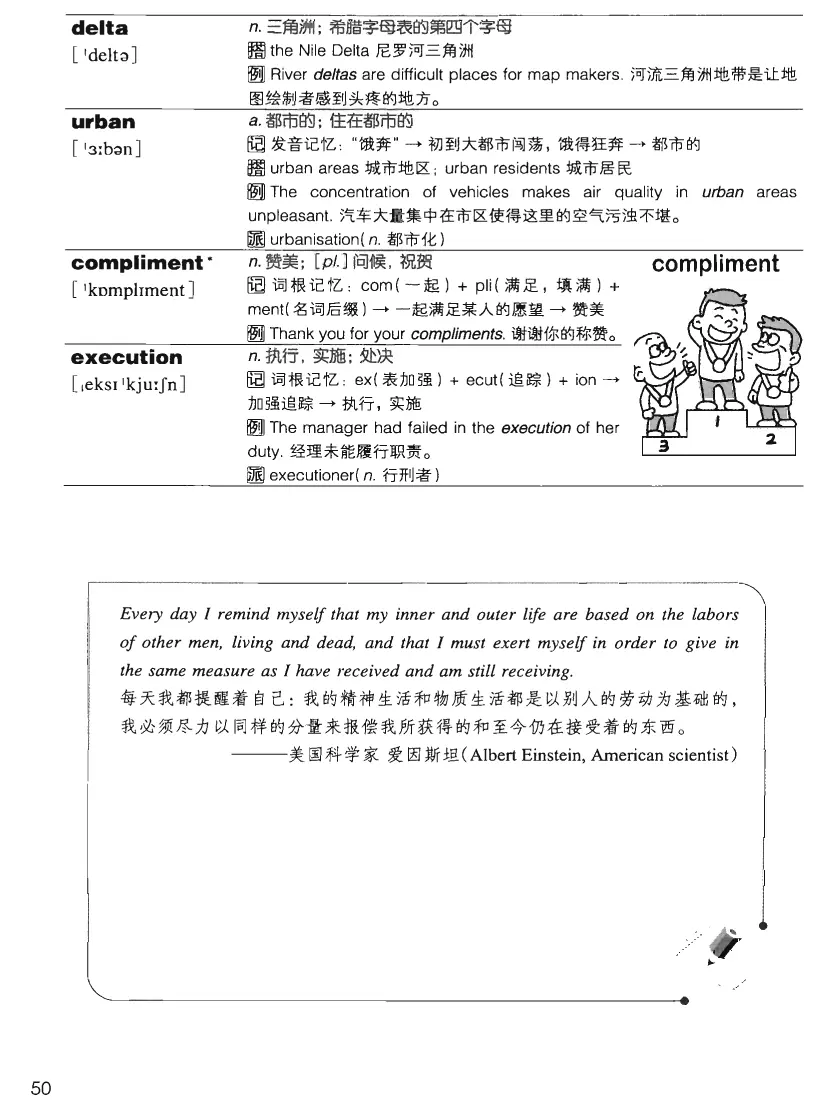 delta
[ ˈdeltə ]
n. 三角洲；希腊字母表的第四个字母
搭 the Nile Delta 尼罗河三角洲
例 River deltas are difficult places for map makers. 河流三角洲地带是让地
图绘制者感到头疼的地方。
urban
[ ˈɜːbən ]
a. 都市的；住在都市的
记 发音记忆：“饿奔” → 初到大都市闯荡，饿得狂奔 → 都市的
搭 urban areas 城市地区；urban residents 城市居民
例 The concentration of vehicles makes air quality in urban areas
unpleasant. 汽车大量集中在市区使得这里的空气污浊不堪。
派 urbanisation( n. 都市化 )
compliment*
[ ˈkɒmplɪment ]
n. 赞美；[pl.] 问候，祝贺
记 词根记忆：com( 一起 ) + pli( 满足，填满 ) +
ment( 名词后缀 ) → 一起满足某人的愿望 → 赞美
例 Thank you for your compliments. 谢谢你的称赞。
compliment
3
1
2
execution
[ ˌeksɪˈkjuːʃn ]
n. 执行，实施；处决
记 词根记忆：ex( 表加强 ) + ecut( 追踪 ) + ion →
加强追踪 → 执行，实施
例 The manager had failed in the execution of her
duty. 经理未能履行职责。
派 executioner( n. 行刑者 )
Every day I remind myself that my inner and outer life are based on the labors
of other men, living and dead, and that I must exert myself in order to give in
the same measure as I have received and am still receiving.
每天我都提醒着自己：我的精神生活和物质生活都是以别人的劳动为基础的，
我必须尽力以同样的分量来报偿我所获得的和至今仍在接受着的东西。
——美国科学家 爱因斯坦( Albert Einstein, American scientist )
50